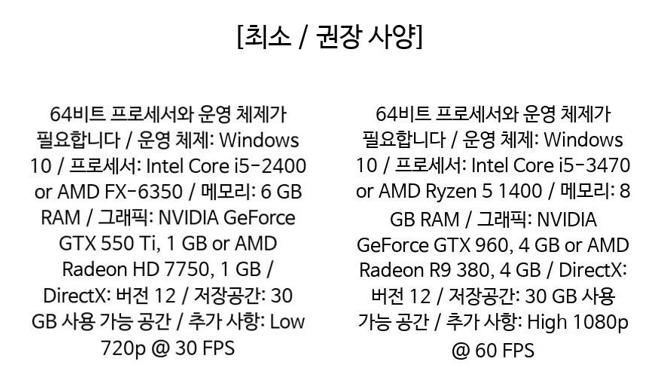 [최소 / 권장 사양]
64비트 프로세서와 운영 체제가
필요합니다 / 운영 체제: Windows
10 / 프로세서: Intel Core i5-2400
or AMD FX-6350 / 메모리: 6 GB
RAM / 그래픽: NVIDIA GeForce
GTX 550 Ti, 1 GB or AMD
Radeon HD 7750, 1 GB /
DirectX: 버전 12 / 저장공간: 30
GB 사용 가능 공간 / 추가 사항: Low
720p @ 30 FPS
64비트 프로세서와 운영 체제가
필요합니다 / 운영 체제: Windows
10 / 프로세서: Intel Core i5-3470
or AMD Ryzen 5 1400 / 메모리: 8
GB RAM / 그래픽: NVIDIA
GeForce GTX 960, 4 GB or AMD
Radeon R9 380, 4 GB / DirectX:
버전 12 / 저장공간: 30 GB 사용
가능 공간 / 추가 사항: High 1080p
@ 60 FPS